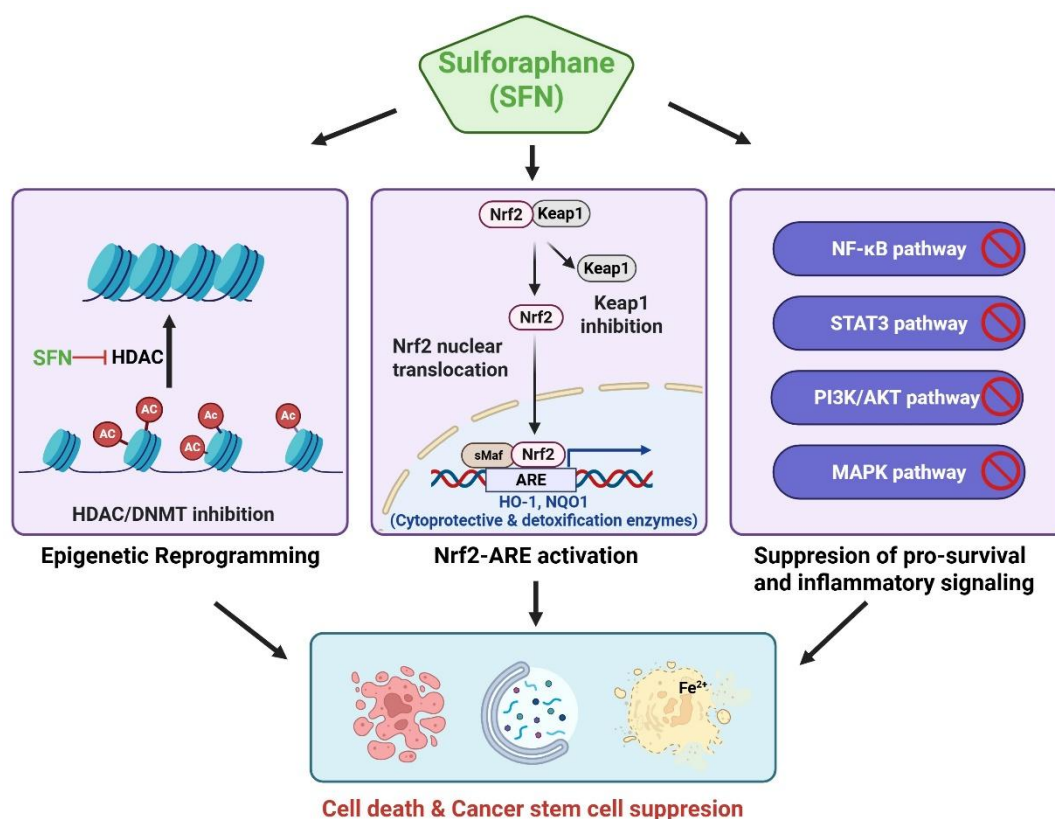 Sulforaphane
(SFN)
SFN
HDAC
AC
AC
Ac
AC
Ac
HDAC/DNMT inhibition
Epigenetic Reprogramming
Nrf2
Keap1
Keap1
Nrf2
Keap1
inhibition
Nrf2 nuclear
translocation
sMaf
Nrf2
ARE
HO-1, NQO1
(Cytoprotective & detoxification enzymes)
Nrf2-ARE activation
NF-κB pathway
STAT3 pathway
PI3K/AKT pathway
MAPK pathway
Suppresion of pro-survival
and inflammatory signaling
Fe²⁺
Cell death & Cancer stem cell suppresion